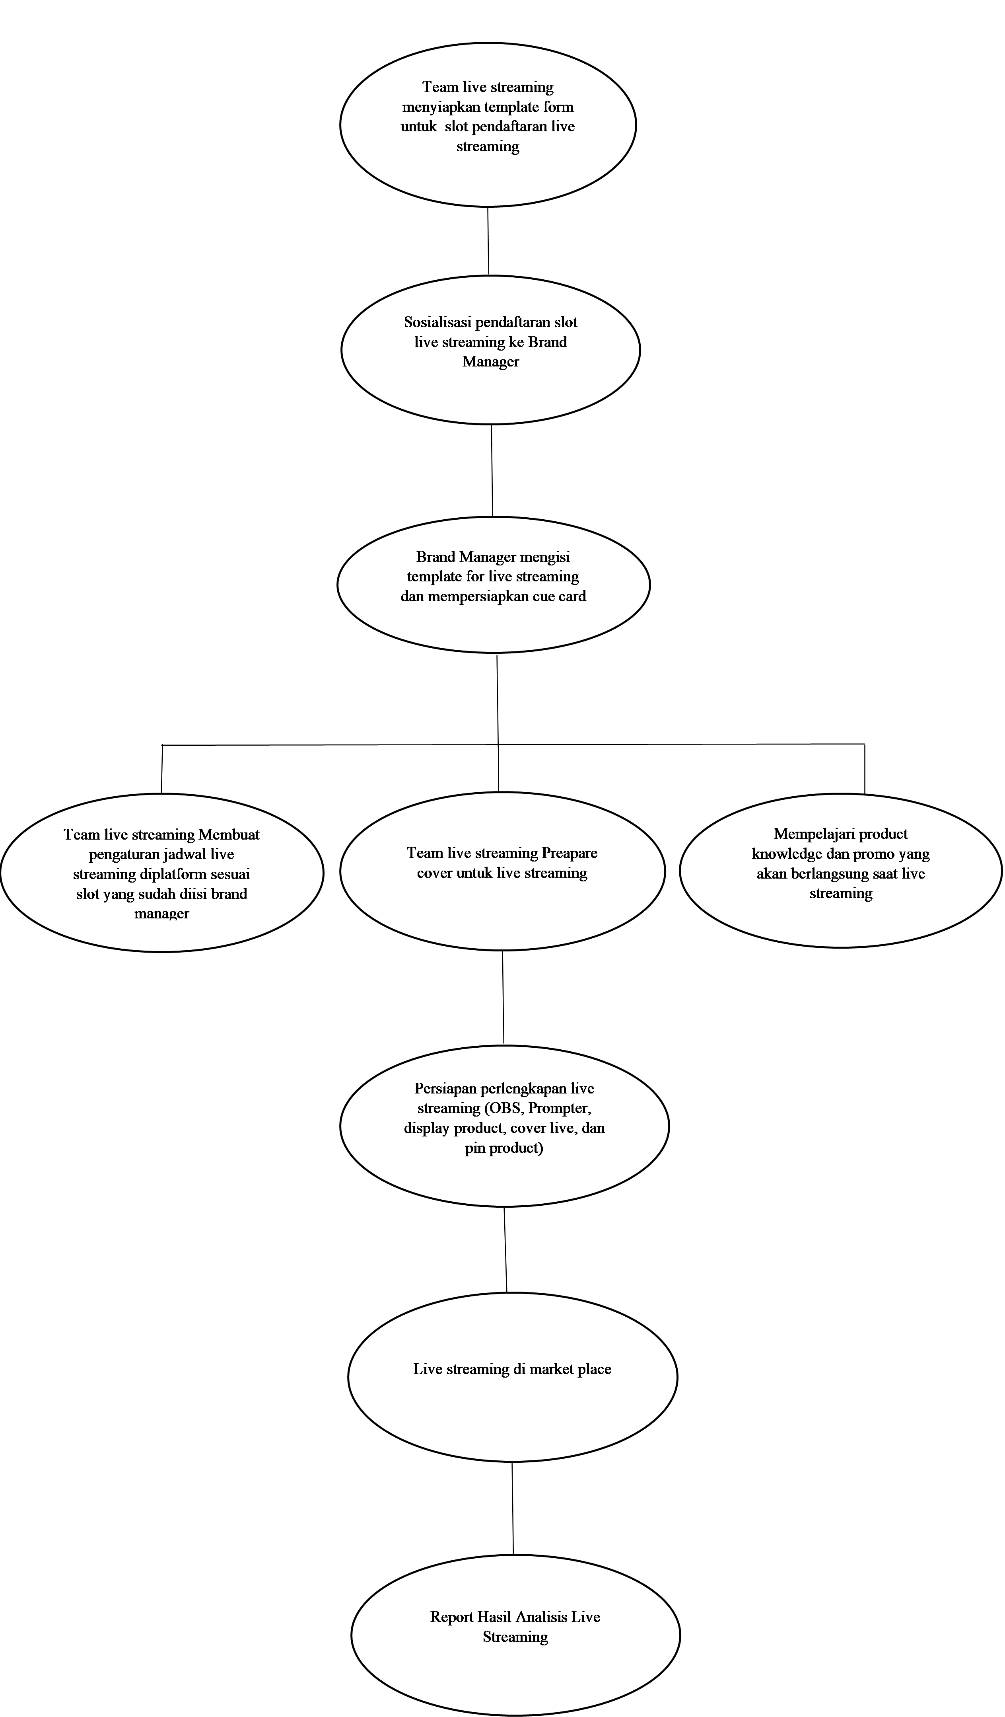 Team live streaming
menyiapkan template form
untuk slot pendaftaran live
streaming
Sosialisasi pendaftaran slot
live streaming ke Brand
Manager
Brand Manager mengisi
template for live streaming
dan mempersiapkan cue card
Team live streaming Membuat
pengaturan jadwal live
streaming diplatform sesuai
slot yang sudah diisi brand
manager
Team live streaming Preapare
cover untuk live streaming
Mempelajari product
knowledge dan promo yang
akan berlangsung saat live
streaming
Persiapan perlengkapan live
streaming (OBS, Prompter,
display product, cover live, dan
pin product)
Live streaming di market place
Report Hasil Analisis Live
Streaming